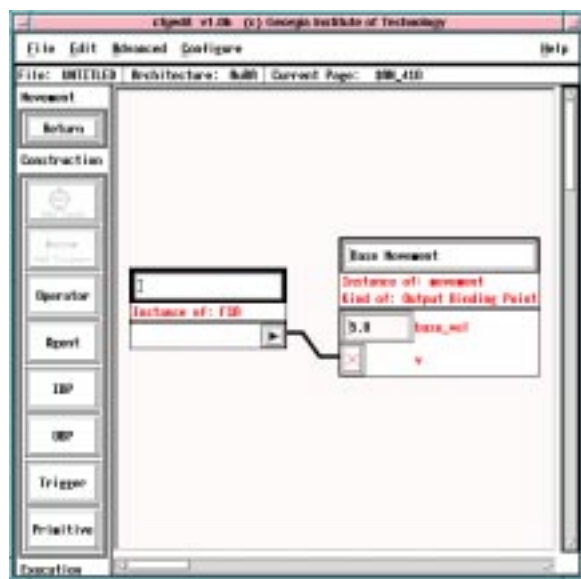 cfgedit v1.0b (c) Georgia Institute of Technology
File Edit Advanced Configure Help
File: UNTITLED Architecture: AuRA Current Page:
Movement
Return
Construction
Operator
Agent
IBP
OBP
Trigger
Primitive
Execution
Instance of: FSA
Base Movement
Instance of: movement
Kind of: Output Binding Point
5.0 base_vel
v